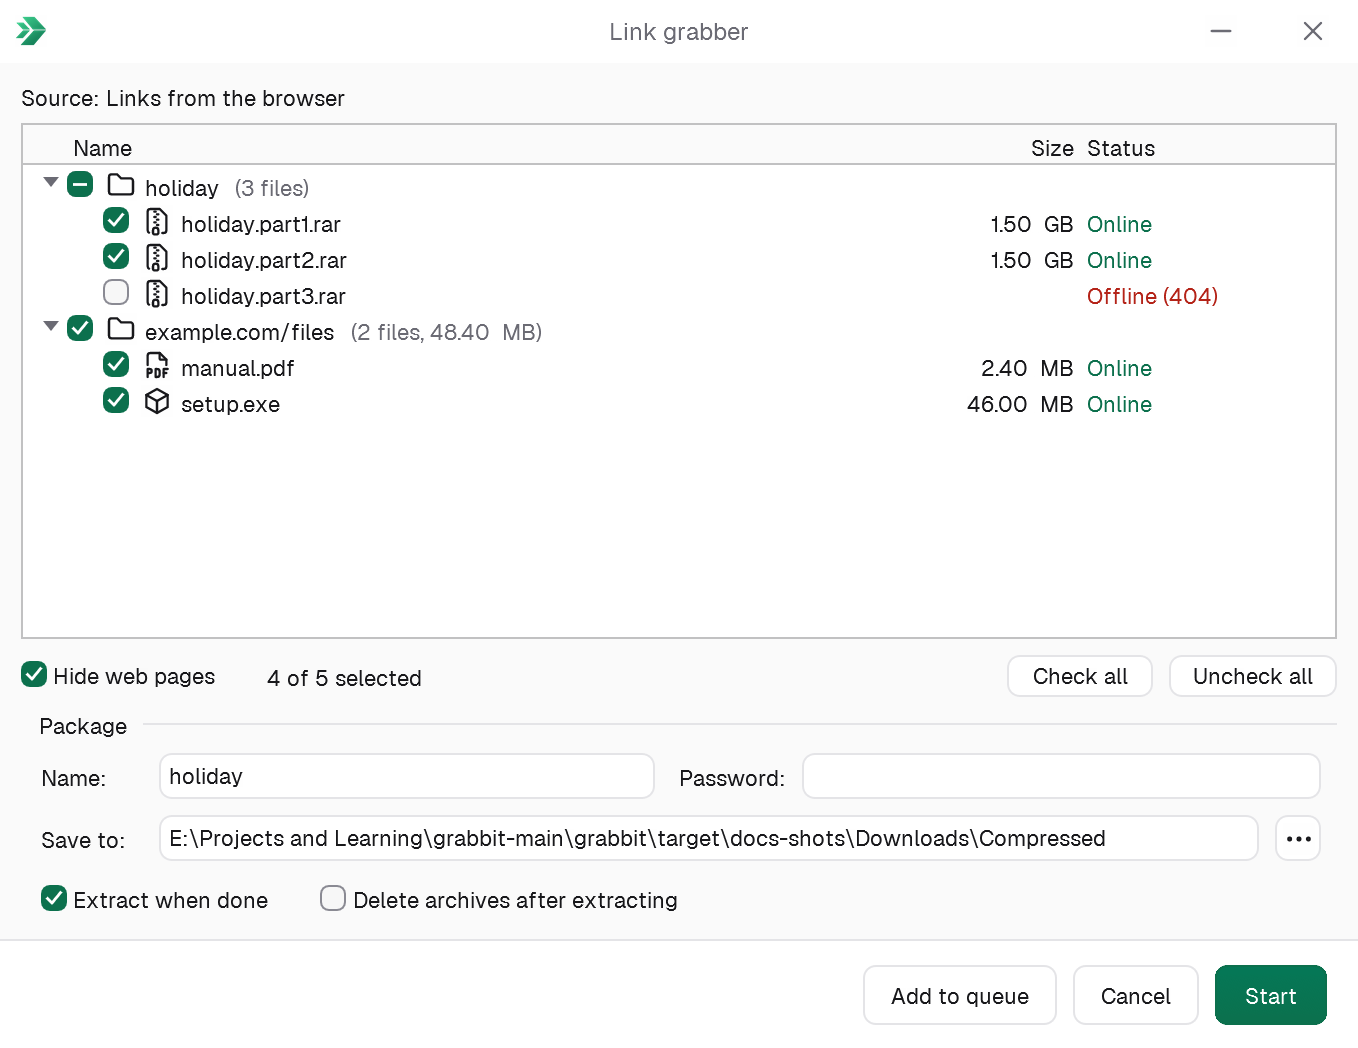 Link grabber
Source: Links from the browser
Name Size Status
holiday (3 files)
holiday.part1.rar 1.50 GB Online
holiday.part2.rar 1.50 GB Online
holiday.part3.rar Offline (404)
example.com/files (2 files, 48.40 MB)
manual.pdf 2.40 MB Online
setup.exe 46.00 MB Online
Hide web pages 4 of 5 selected Check all Uncheck all
Package
Name: holiday Password:
Save to: E:\Projects and Learning\grabbit-main\grabbit\target\docs-shots\Downloads\Compressed
Extract when done Delete archives after extracting
Add to queue Cancel Start